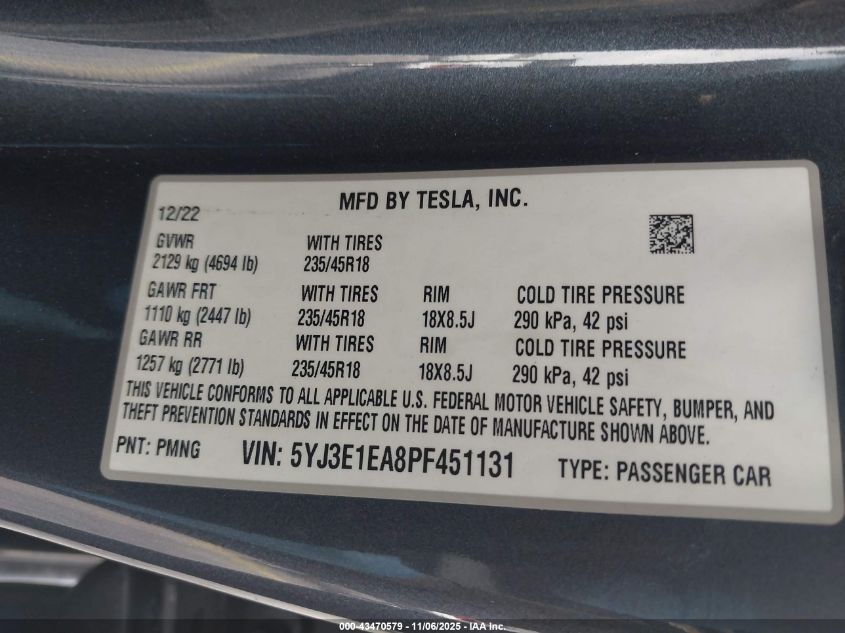 MFD BY TESLA, INC.
12/22
GVWR WITH TIRES
2129 kg (4694 lb) 235/45R18
GAWR FRT WITH TIRES RIM COLD TIRE PRESSURE
1110 kg (2447 lb) 235/45R18 18X8.5J 290 kPa, 42 psi
GAWR RR WITH TIRES RIM COLD TIRE PRESSURE
1257 kg (2771 lb) 235/45R18 18X8.5J 290 kPa, 42 psi
THIS VEHICLE CONFORMS TO ALL APPLICABLE U.S. FEDERAL MOTOR VEHICLE SAFETY, BUMPER, AND
THEFT PREVENTION STANDARDS IN EFFECT ON THE DATE OF MANUFACTURE SHOWN ABOVE.
PNT: PMNG VIN: 5YJ3E1EA8PF451131 TYPE: PASSENGER CAR
000-43470579 - 11/06/2025 - IAA Inc.